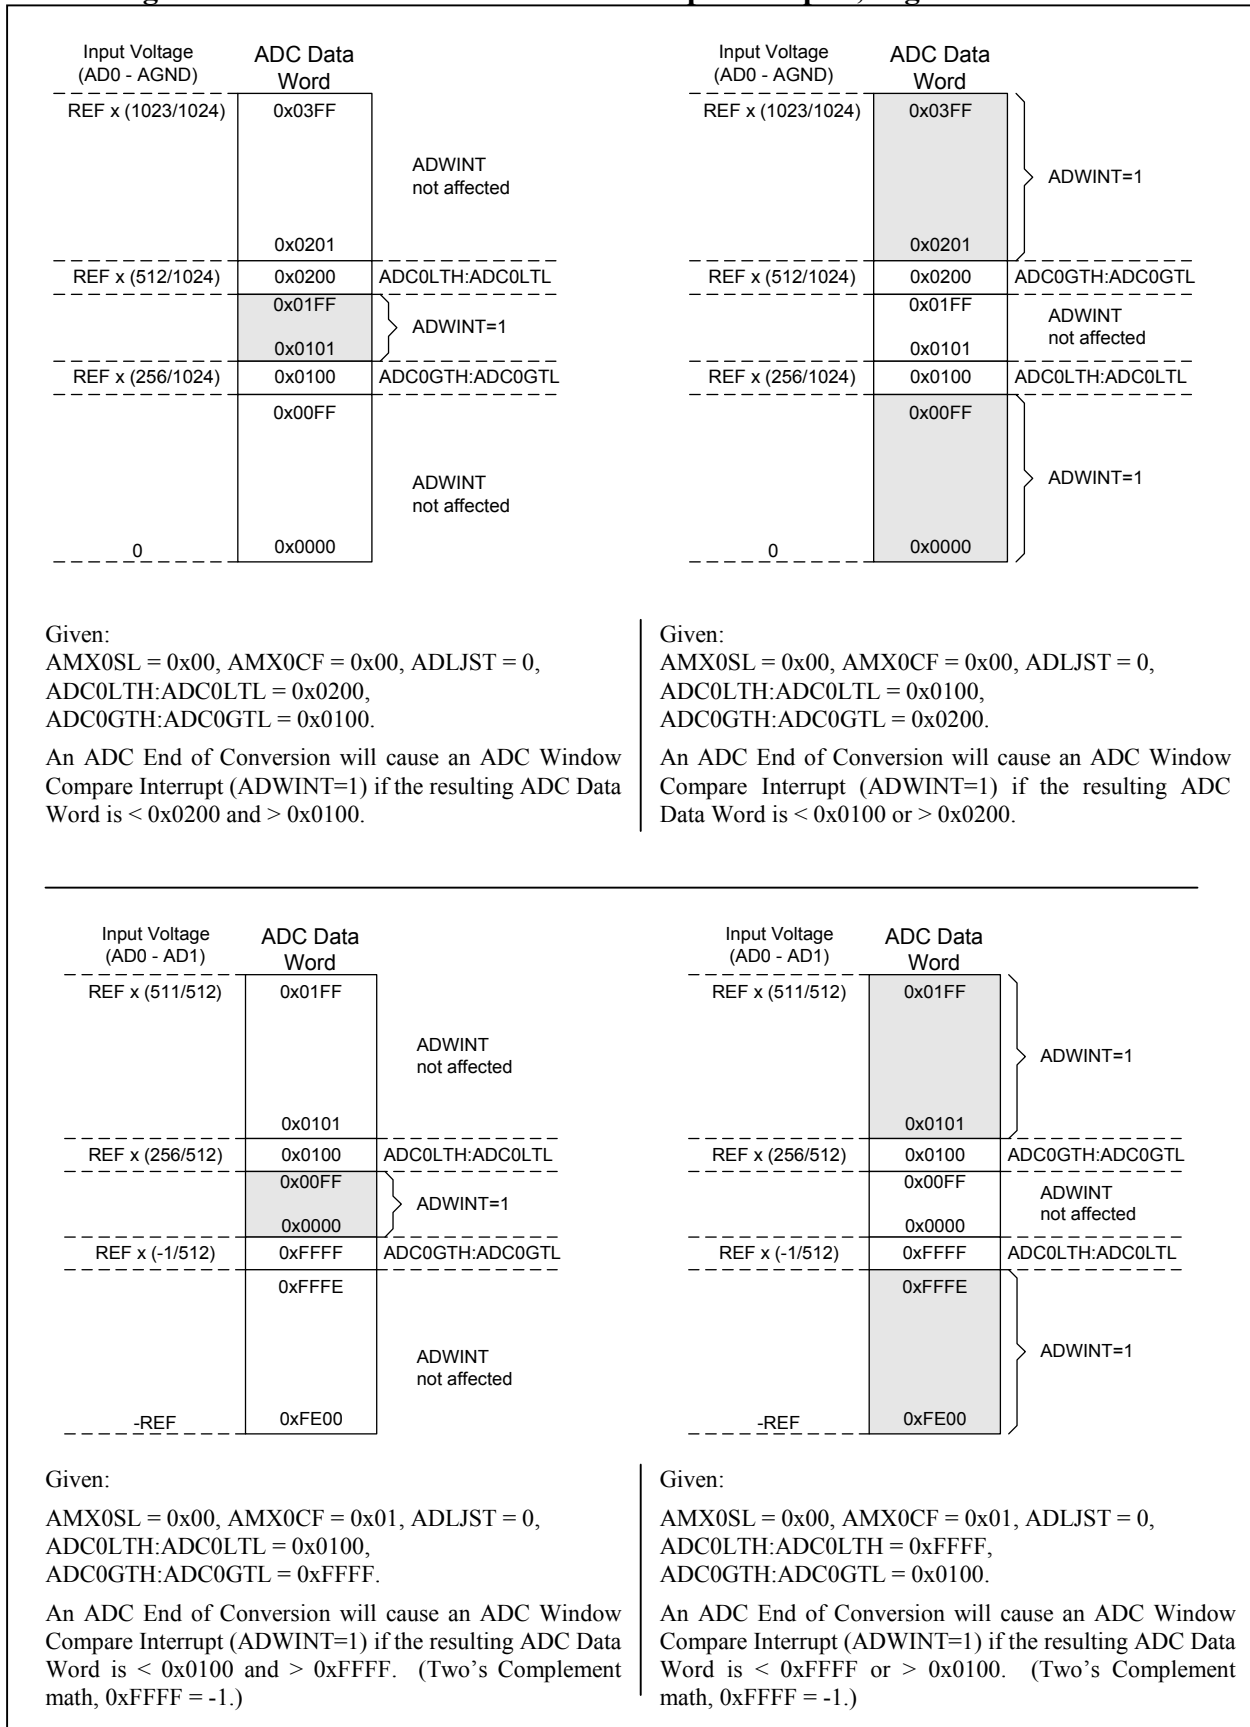 Input Voltage
(AD0 - AGND)
ADC Data
Word
REF x (1023/1024)
0x03FF
ADWINT
not affected
0x0201
REF x (512/1024)
0x0200
ADC0LTH:ADC0LTL
0x01FF
ADWINT=1
0x0101
REF x (256/1024)
0x0100
ADC0GTH:ADC0GTL
0x00FF
ADWINT
not affected
0
0x0000
Given:
AMX0SL = 0x00, AMX0CF = 0x00, ADLJST = 0,
ADC0LTH:ADC0LTL = 0x0200,
ADC0GTH:ADC0GTL = 0x0100.
An ADC End of Conversion will cause an ADC Window
Compare Interrupt (ADWINT=1) if the resulting ADC Data
Word is < 0x0200 and > 0x0100.
Input Voltage
(AD0 - AGND)
ADC Data
Word
REF x (1023/1024)
0x03FF
ADWINT=1
0x0201
REF x (512/1024)
0x0200
ADC0GTH:ADC0GTL
0x01FF
ADWINT
not affected
0x0101
REF x (256/1024)
0x0100
ADC0LTH:ADC0LTL
0x00FF
ADWINT=1
0
0x0000
Given:
AMX0SL = 0x00, AMX0CF = 0x00, ADLJST = 0,
ADC0LTH:ADC0LTL = 0x0100,
ADC0GTH:ADC0GTL = 0x0200.
An ADC End of Conversion will cause an ADC Window
Compare Interrupt (ADWINT=1) if the resulting ADC
Data Word is < 0x0100 or > 0x0200.
Input Voltage
(AD0 - AD1)
ADC Data
Word
REF x (511/512)
0x01FF
ADWINT
not affected
0x0101
REF x (256/512)
0x0100
ADC0LTH:ADC0LTL
0x00FF
ADWINT=1
0x0000
REF x (-1/512)
0xFFFF
ADC0GTH:ADC0GTL
0xFFFE
ADWINT
not affected
-REF
0xFE00
Given:
AMX0SL = 0x00, AMX0CF = 0x01, ADLJST = 0,
ADC0LTH:ADC0LTL = 0x0100,
ADC0GTH:ADC0GTL = 0xFFFF.
An ADC End of Conversion will cause an ADC Window
Compare Interrupt (ADWINT=1) if the resulting ADC Data
Word is < 0x0100 and > 0xFFFF. (Two's Complement
math, 0xFFFF = -1.)
Input Voltage
(AD0 - AD1)
ADC Data
Word
REF x (511/512)
0x01FF
ADWINT=1
0x0101
REF x (256/512)
0x0100
ADC0GTH:ADC0GTL
0x00FF
ADWINT
not affected
0x0000
REF x (-1/512)
0xFFFF
ADC0LTH:ADC0LTL
0xFFFE
ADWINT=1
-REF
0xFE00
Given:
AMX0SL = 0x00, AMX0CF = 0x01, ADLJST = 0,
ADC0LTH:ADC0LTH = 0xFFFF,
ADC0GTH:ADC0GTL = 0x0100.
An ADC End of Conversion will cause an ADC Window
Compare Interrupt (ADWINT=1) if the resulting ADC Data
Word is < 0xFFFF or > 0x0100. (Two's Complement
math, 0xFFFF = -1.)